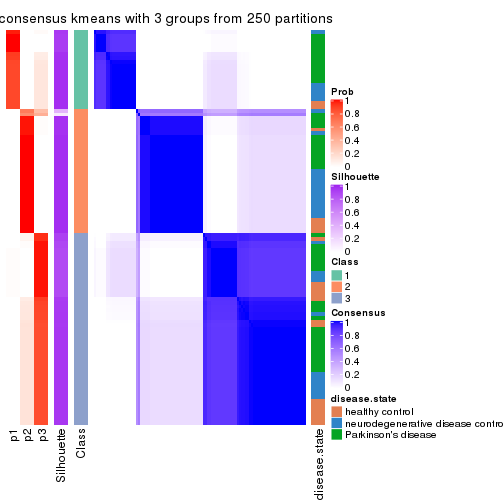 consensus kmeans with 3 groups from 250 partitions
Prob
1
0.8
0.6
0.4
0.2
0
Silhouette
1
0.8
0.6
0.4
0.2
0
Class
1
2
3
Consensus
1
0.8
0.6
0.4
0.2
0
disease.state
healthy control
neurodegenerative disease contro
Parkinson's disease
p1
p2
p3
Silhouette
Class
disease.state